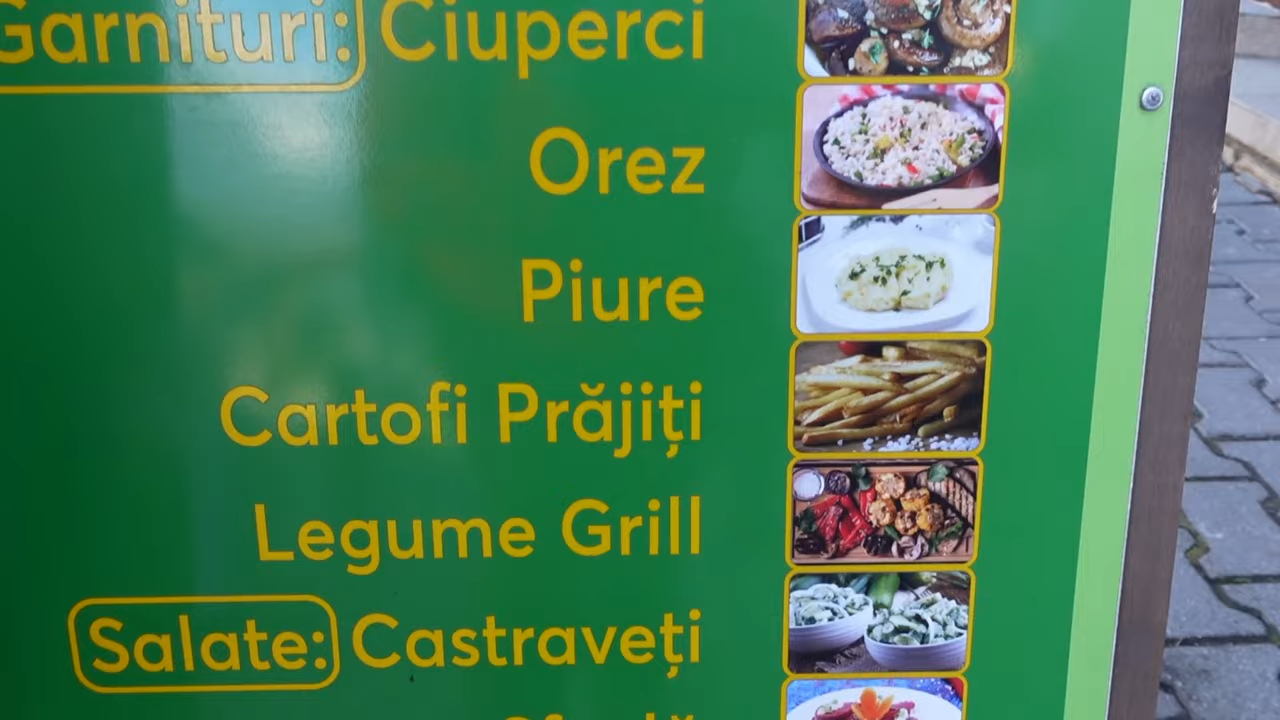 Garnituri: Ciuperci
Orez
Piure
Cartofi Prăjiți
Legume Grill
Salate: Castraveți